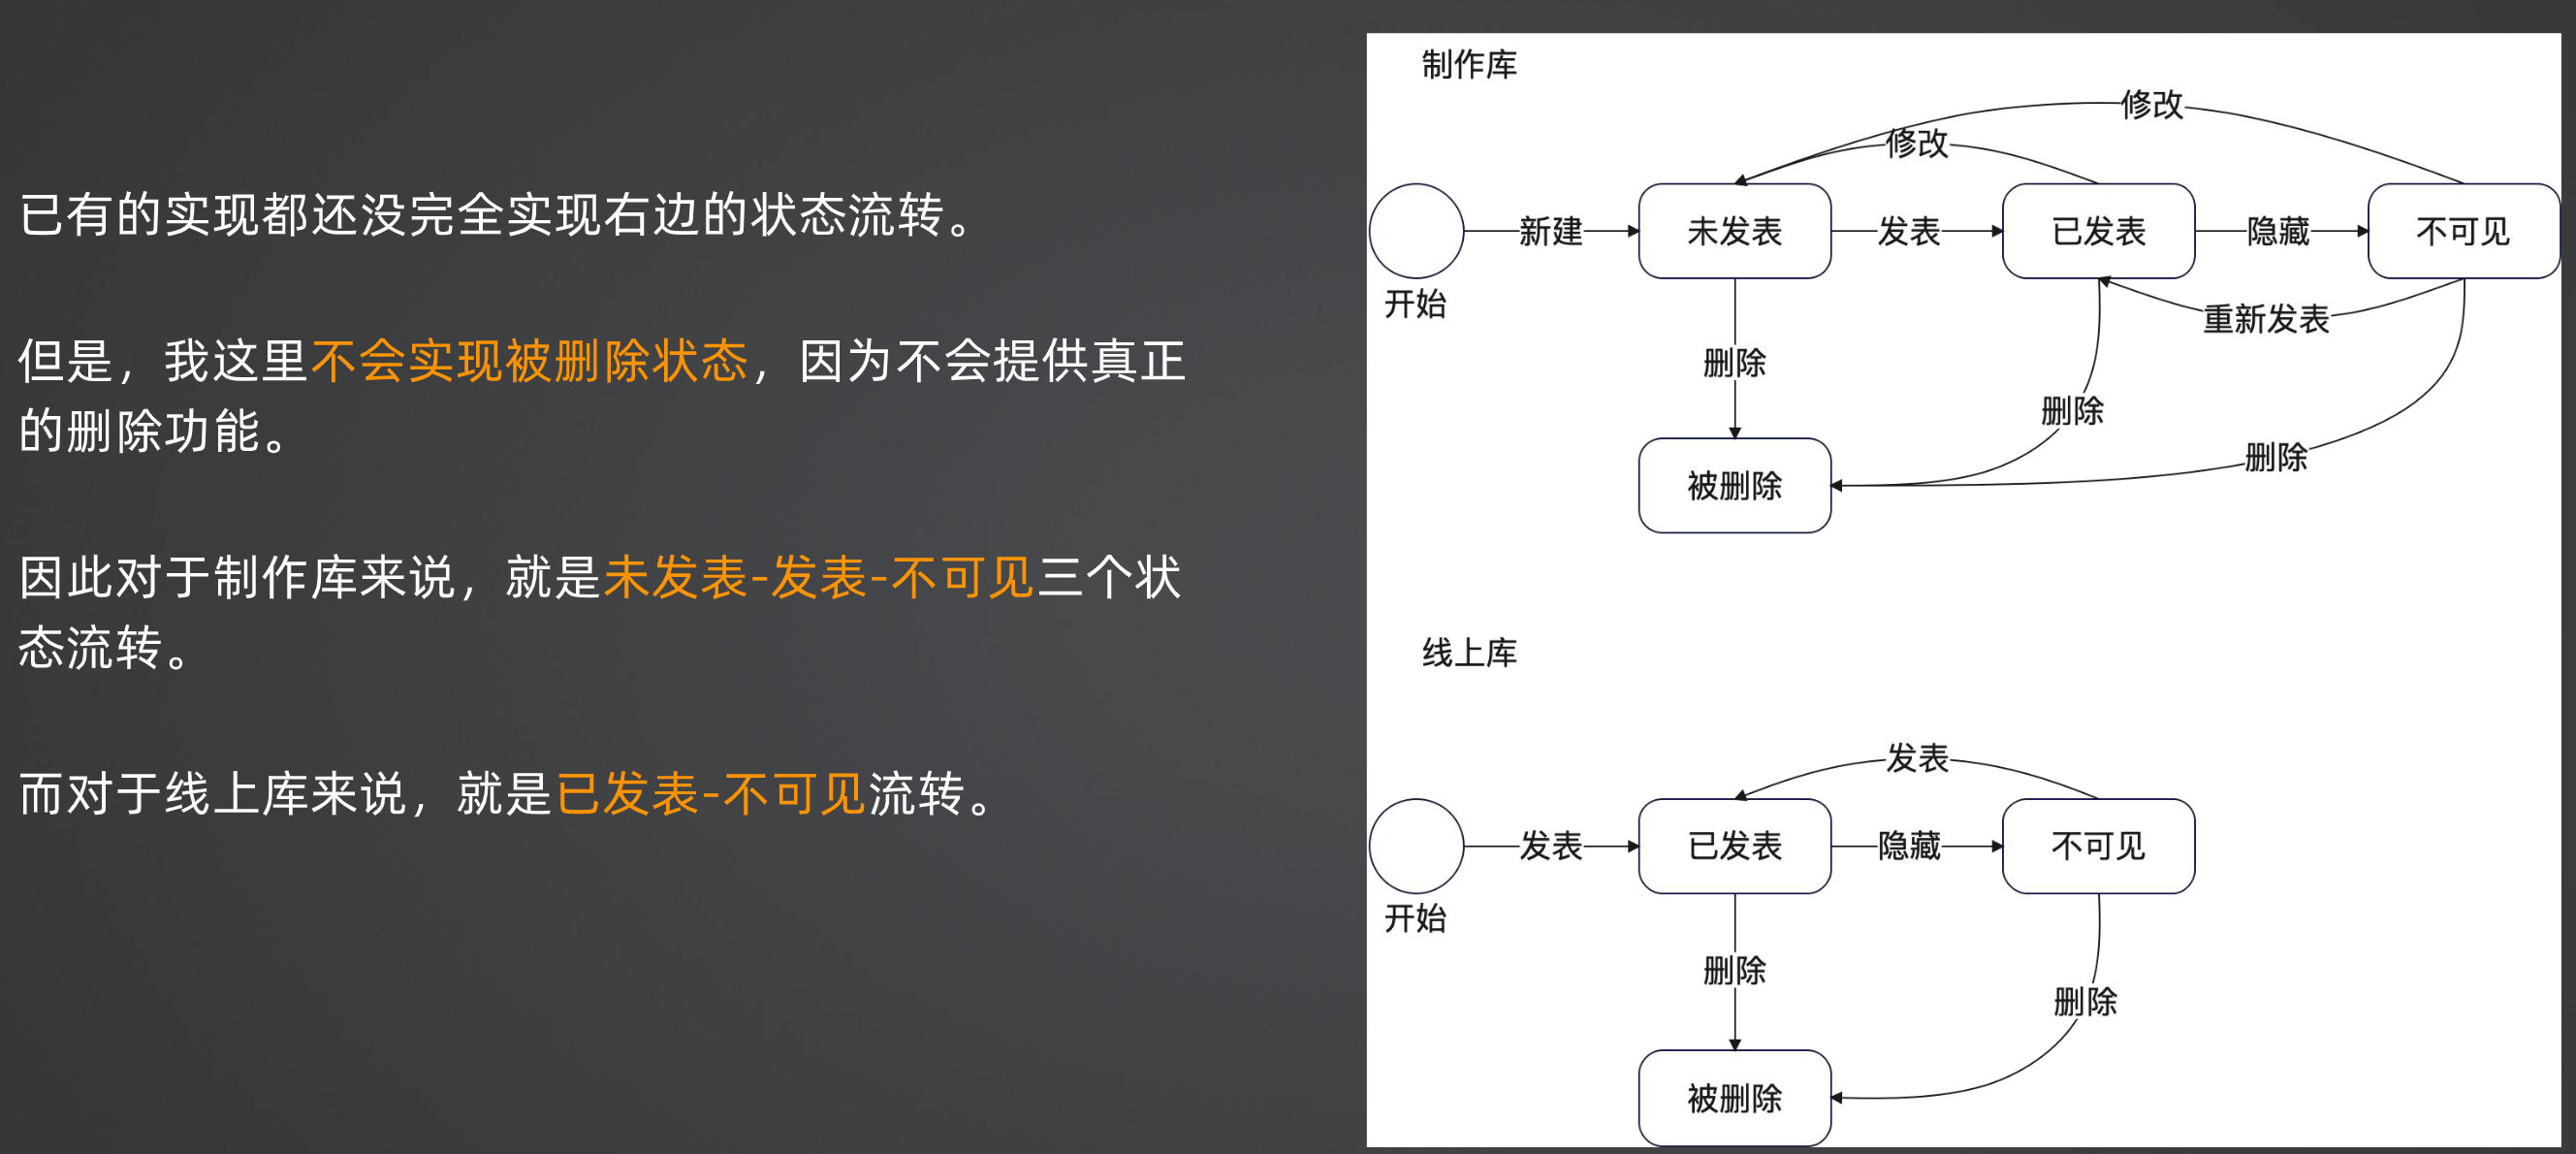 已有的实现都还没完全实现右边的状态流转。
但是，我这里不会实现被删除状态，因为不会提供真正
的删除功能。
因此对于制作库来说，就是未发表-发表-不可见三个状
态流转。
而对于线上库来说，就是已发表-不可见流转。
制作库
修改
修改
新建
未发表
发表
已发表
隐藏
不可见
开始
重新发表
删除
删除
删除
被删除
线上库
发表
发表
已发表
隐藏
不可见
开始
删除
删除
被删除